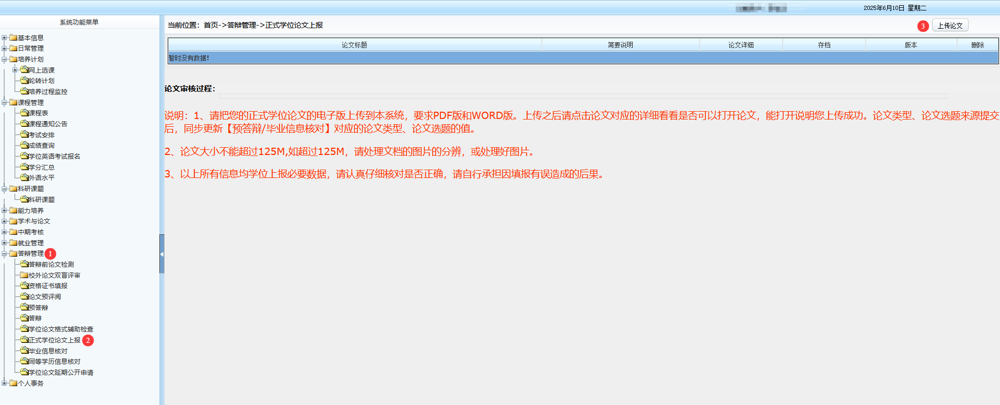 2025年6月10日 星期二
系统功能菜单
基本信息
日常管理
培养计划
网上选课
轮转计划
培养过程监控
课程管理
课程表
课程通知公告
考试安排
成绩查询
学位英语考试报名
学分汇总
外语水平
科研课题
科研课题
能力培养
学术与论文
中期考核
就业管理
答辩管理 1
答辩前论文检测
校外论文双盲评审
资格证书填报
论文预评阅
预答辩
答辩
学位论文格式辅助检查
正式学位论文上报 2
毕业信息核对
同等学历信息核对
学位论文延期公开申请
个人事务
当前位置：首页->答辩管理->正式学位论文上报
3 上传论文
论文标题 简要说明 论文详细 存档 版本 删除
暂时没有数据！
论文审核过程：
说明：1、请把您的正式学位论文的电子版上传到本系统，要求PDF版和WORD版。上传之后请点击论文对应的详细看看是否可以打开论文，能打开说明您上传成功。论文类型、论文选题来源提交
后，同步更新【预答辩/毕业信息核对】对应的论文类型、论文选题的值。
2、论文大小不能超过125M,如超过125M，请处理文档的图片的分辨，或处理好图片。
3、以上所有信息均学位上报必要数据，请认真仔细核对是否正确，请自行承担因填报有误造成的后果。